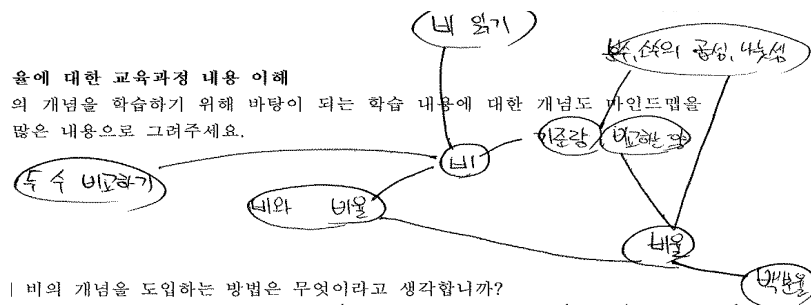 비 읽기
분수, 소수의 곱셈, 나눗셈
율에 대한 교육과정 내용 이해
의 개념을 학습하기 위해 바탕이 되는 학습 내용에 대한 개념도 마인드맵을
많은 내용으로 그려주세요.
기준량 비교하는 양
비
두 수 비교하기
비와 비율
비율
백분율
비의 개념을 도입하는 방법은 무엇이라고 생각합니까?